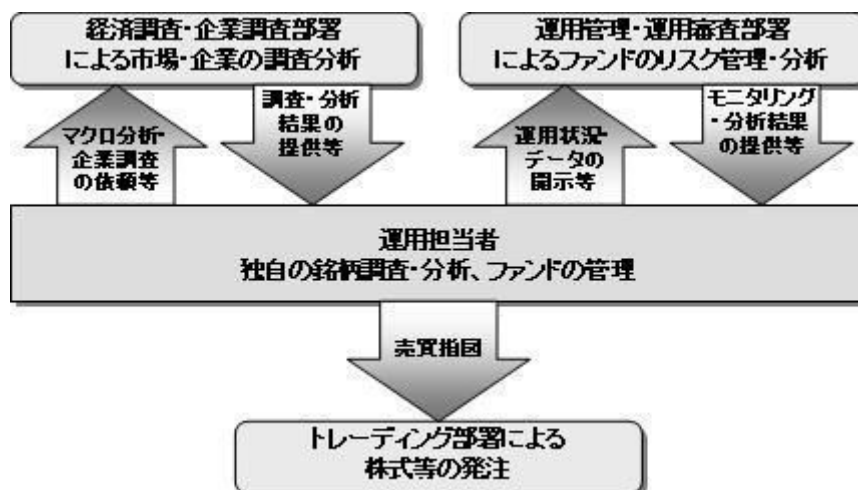 経済調査・企業調査部署
による市場・企業の調査分析
運用管理・運用審査部署
によるファンドのリスク管理・分析
マクロ分析・
企業調査
の依頼等
調査・分析
結果の
提供等
運用状況・
データの
開示等
モニタリング
・分析結果
の提供等
運用担当者
独自の銘柄調査・分析、ファンドの管理
売買指図
トレーディング部署による
株式等の発注